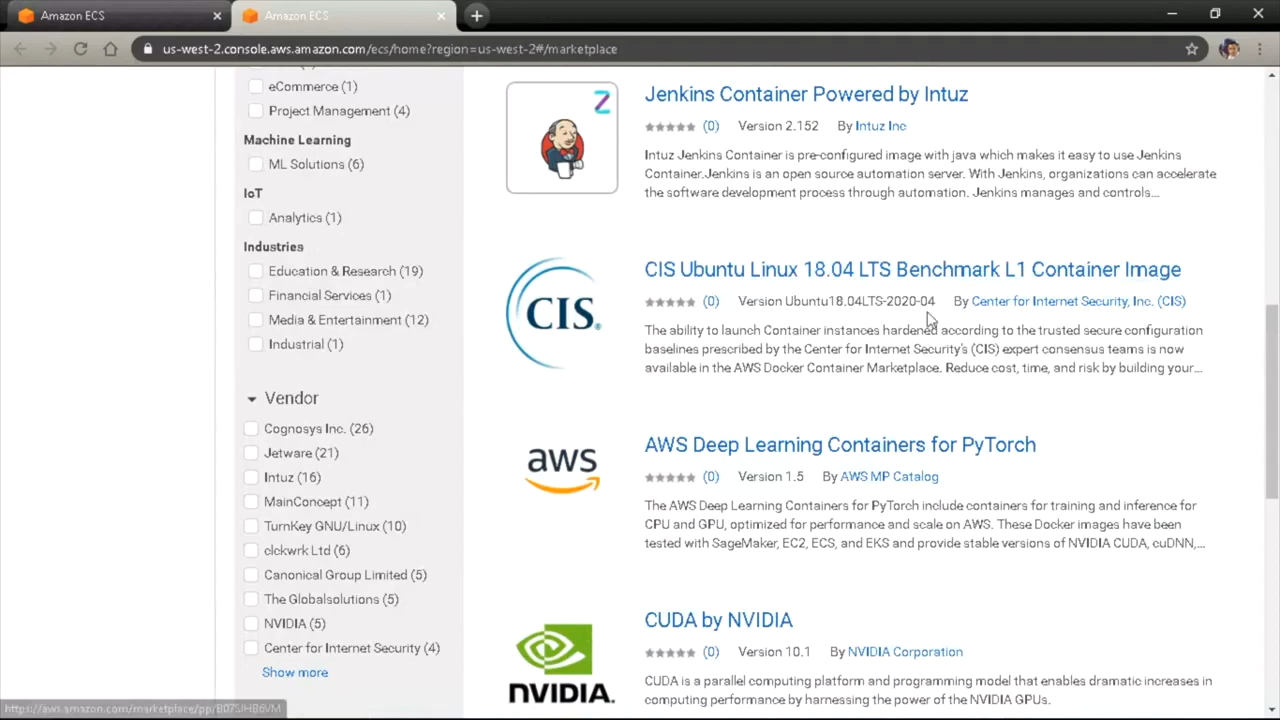 Amazon ECS
Amazon ECS
us-west-2.console.aws.amazon.com/ecs/home?region=us-west-2#/marketplace
eCommerce (1)
Project Management (4)
Machine Learning
ML Solutions (6)
IoT
Analytics (1)
Industries
Education & Research (19)
Financial Services (1)
Media & Entertainment (12)
Industrial (1)
Vendor
Cognosys Inc. (26)
Jetware (21)
Intuz (16)
MainConcept (11)
TurnKey GNU/Linux (10)
clckwrk Ltd (6)
Canonical Group Limited (5)
The Globalsolutions (5)
NVIDIA (5)
Center for Internet Security (4)
Show more
Jenkins Container Powered by Intuz
(0) Version 2.152 By Intuz Inc
Intuz Jenkins Container is pre-configured image with java which makes it easy to use Jenkins
Container.Jenkins is an open source automation server. With Jenkins, organizations can accelerate
the software development process through automation. Jenkins manages and controls...
CIS.
CIS Ubuntu Linux 18.04 LTS Benchmark L1 Container Image
(0) Version Ubuntu18.04LTS-2020-04 By Center for Internet Security, Inc. (CIS)
The ability to launch Container instances hardened according to the trusted secure configuration
baselines prescribed by the Center for Internet Security's (CIS) expert consensus teams is now
available in the AWS Docker Container Marketplace. Reduce cost, time, and risk by building your...
aws
AWS Deep Learning Containers for PyTorch
(0) Version 1.5 By AWS MP Catalog
The AWS Deep Learning Containers for PyTorch include containers for training and inference for
CPU and GPU, optimized for performance and scale on AWS. These Docker images have been
tested with SageMaker, EC2, ECS, and EKS and provide stable versions of NVIDIA CUDA, cuDNN,...
NVIDIA.
CUDA by NVIDIA
(0) Version 10.1 By NVIDIA Corporation
CUDA is a parallel computing platform and programming model that enables dramatic increases in
computing performance by harnessing the power of the NVIDIA GPUs.